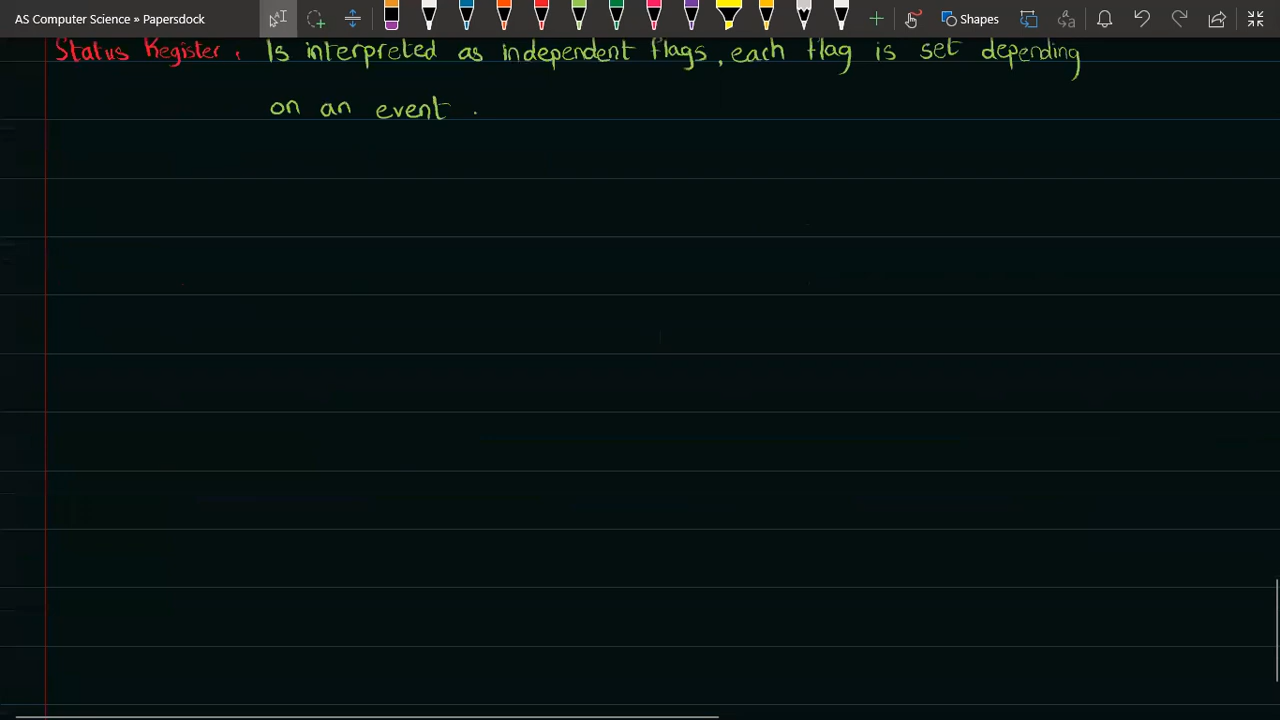 AS Computer Science » Papersdock
Shapes
Status Register. Is interpreted as independent flags, each flag is set depending
on an event.